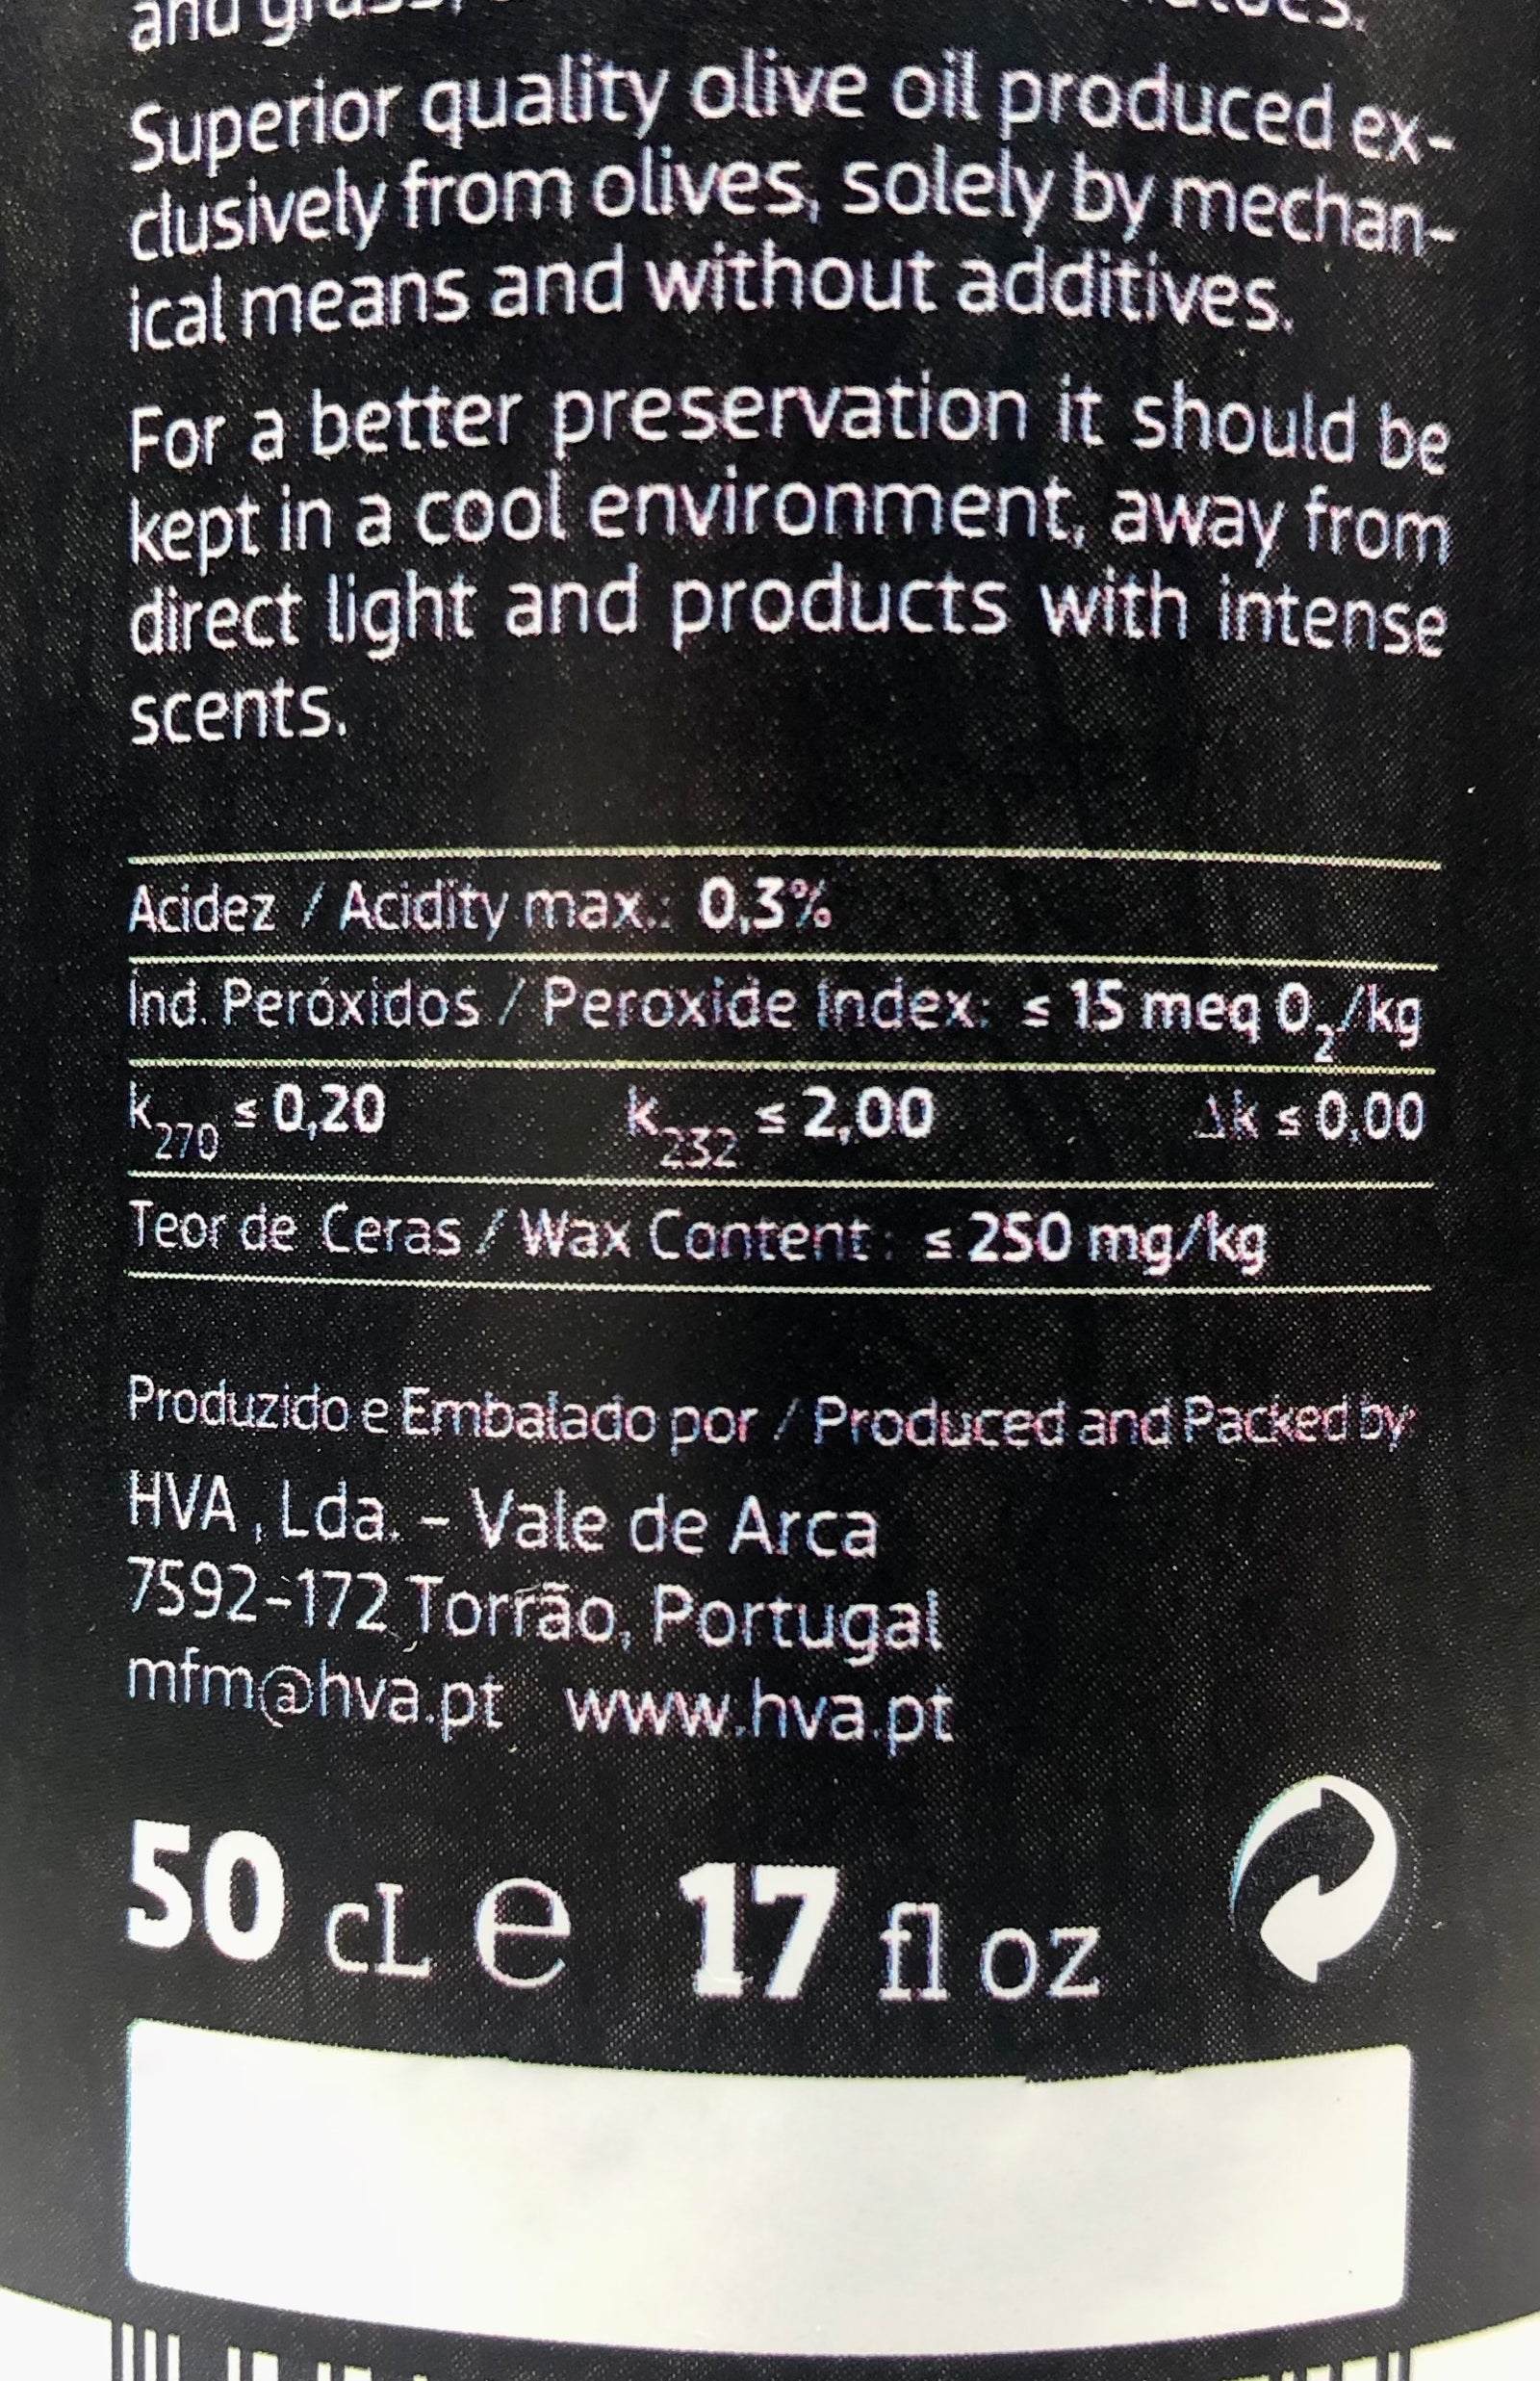 and grass,
Superior quality olive oil produced ex-
clusively from olives, solely by mechan-
ical means and without additives.
For a better preservation it should be
kept in a cool environment, away from
direct light and products with intense
scents.
Acidez / Acidity max.: 0,3%
Índ. Peróxidos / Peroxide Index: ≤ 15 meq O₂/kg
k₂₇₀ ≤ 0,20 k₂₃₂ ≤ 2,00 Δk ≤ 0,00
Teor de Ceras / Wax Content: ≤ 250 mg/kg
Produzido e Embalado por / Produced and Packed by
HVA , Lda. – Vale de Arca
7592-172 Torrão, Portugal
mfm@hva.pt www.hva.pt
50 cL e 17 fl oz